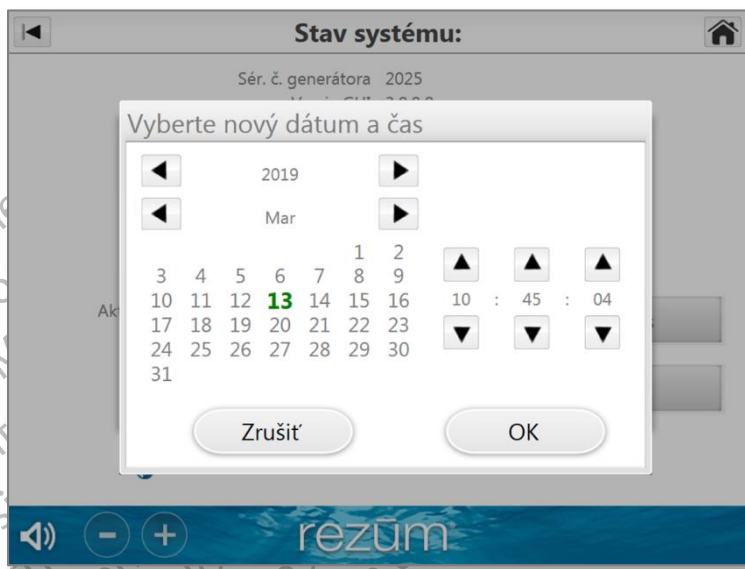 Stav systému:
Sér. č. generátora 2025
Vyberte nový dátum a čas
2019
Mar
1 2
3 4 5 6 7 8 9
10 11 12 13 14 15 16
17 18 19 20 21 22 23
24 25 26 27 28 29 30
31
10 : 45 : 04
Zrušiť OK
rezūm